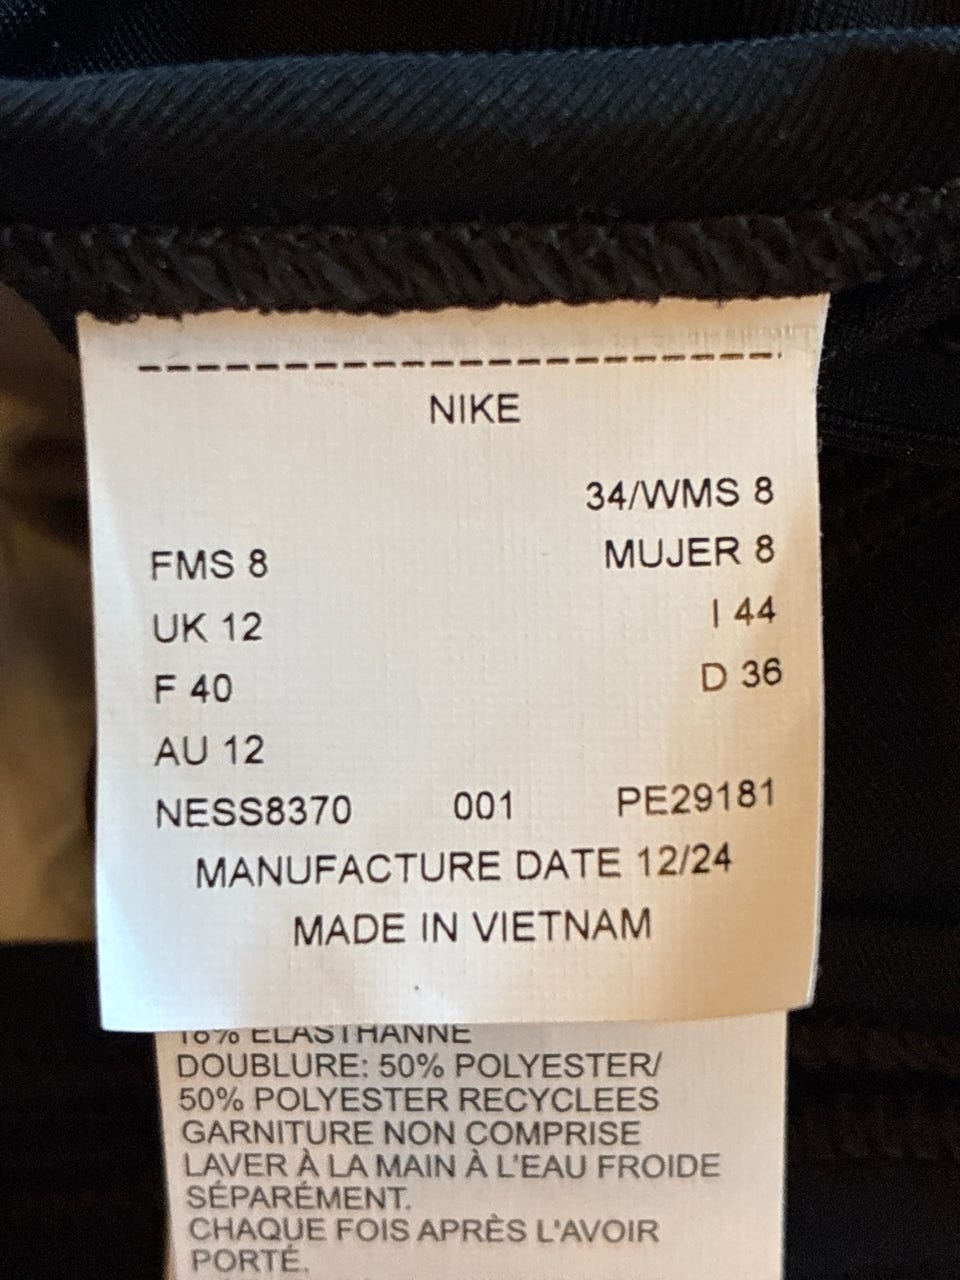 NIKE
34/WMS 8
FMS 8 MUJER 8
UK 12 I 44
F 40 D 36
AU 12
NESS8370 001 PE29181
MANUFACTURE DATE 12/24
MADE IN VIETNAM
18% ELASTHANNE
DOUBLURE: 50% POLYESTER/
50% POLYESTER RECYCLEES
GARNITURE NON COMPRISE
LAVER À LA MAIN À L'EAU FROIDE
SÉPARÉMENT.
CHAQUE FOIS APRÈS L'AVOIR
PORTÉ.